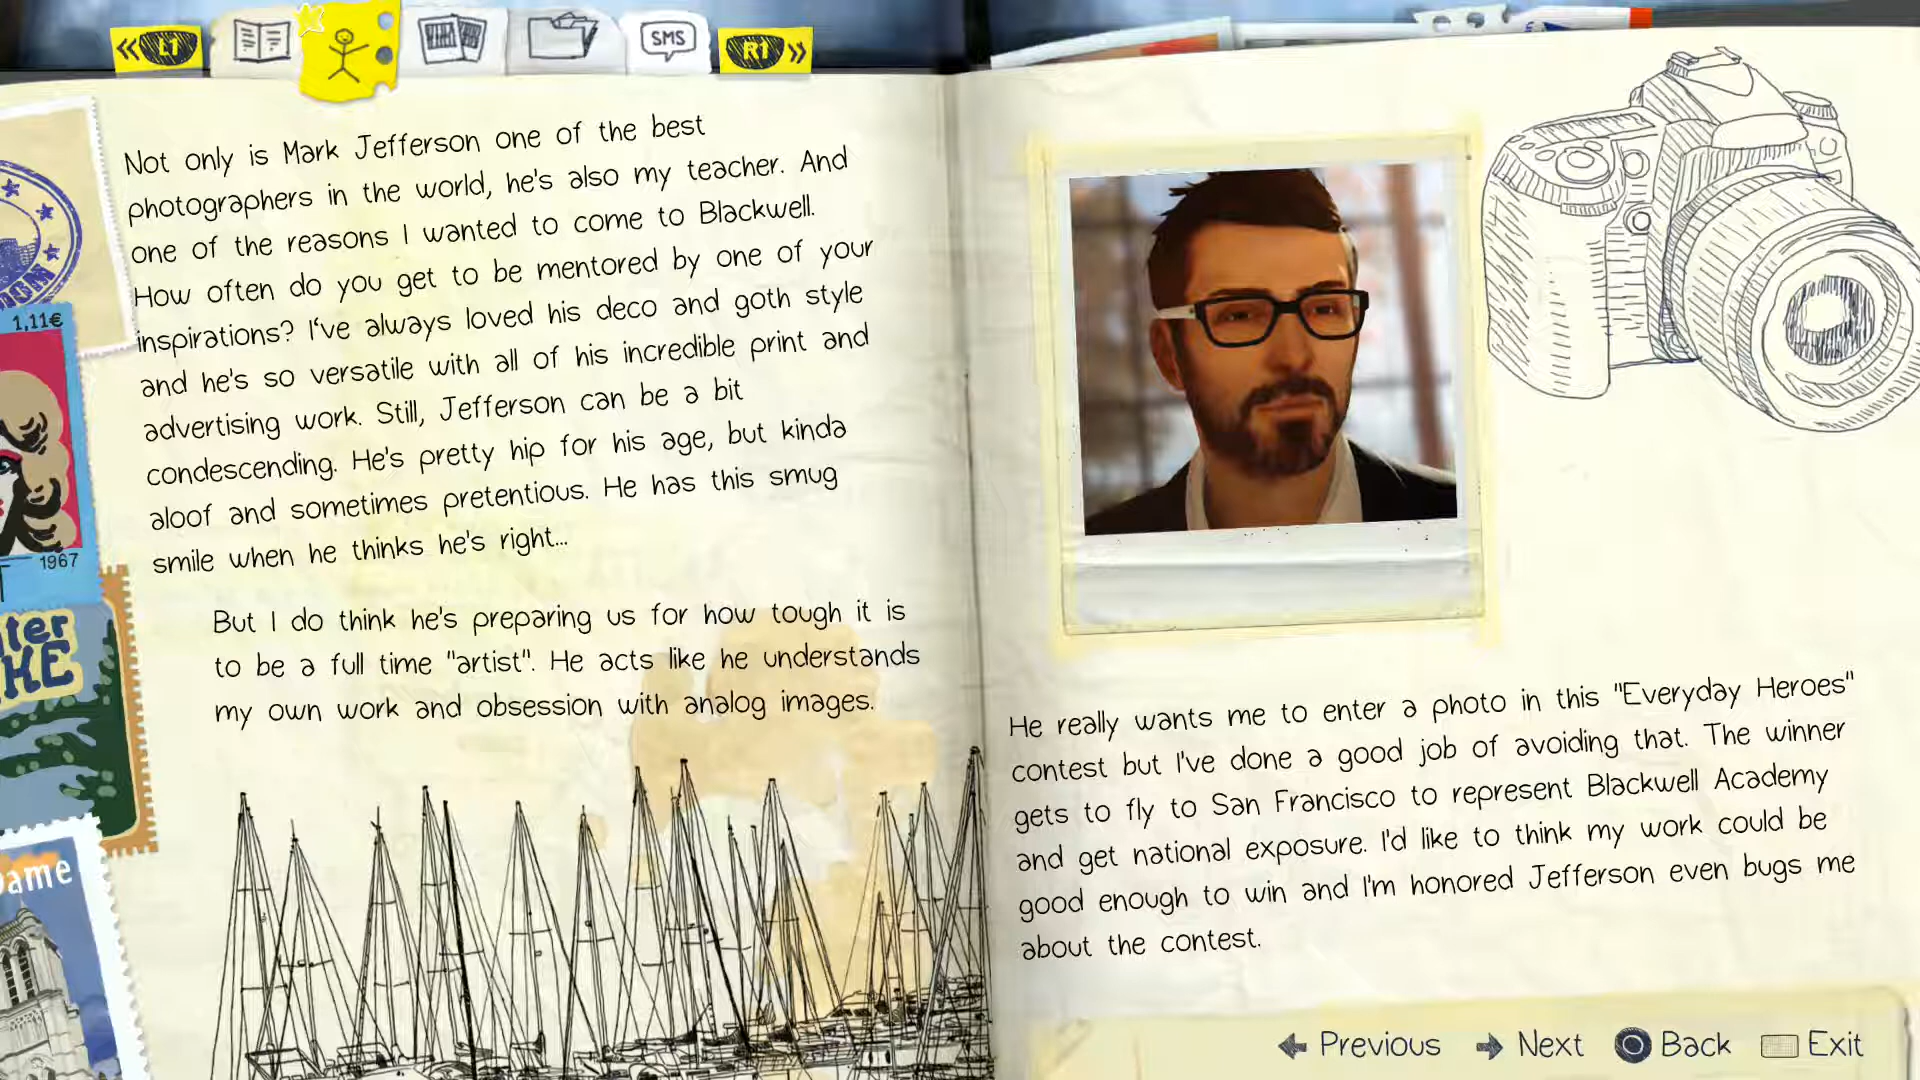 L1
SMS
R1
Not only is Mark Jefferson one of the best
photographers in the world, he's also my teacher. And
one of the reasons I wanted to come to Blackwell.
How often do you get to be mentored by one of your
inspirations? I've always loved his deco and goth style
and he's so versatile with all of his incredible print and
advertising work. Still, Jefferson can be a bit
condescending. He's pretty hip for his age, but kinda
aloof and sometimes pretentious. He has this smug
smile when he thinks he's right...
But I do think he's preparing us for how tough it is
to be a full time "artist". He acts like he understands
my own work and obsession with analog images.
1,11€
1967
He really wants me to enter a photo in this "Everyday Heroes"
contest but I've done a good job of avoiding that. The winner
gets to fly to San Francisco to represent Blackwell Academy
and get national exposure. I'd like to think my work could be
good enough to win and I'm honored Jefferson even bugs me
about the contest.
Previous
Next
Back
Exit